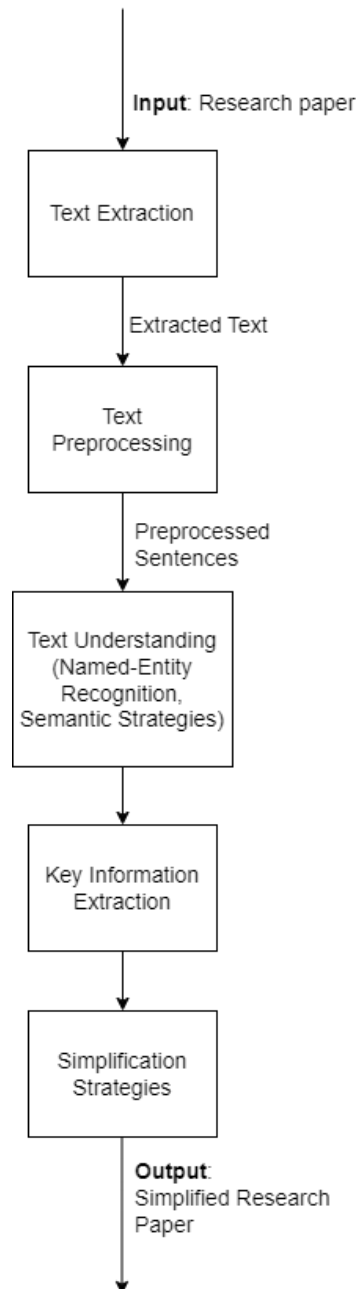 Input: Research paper
Text Extraction
Extracted Text
Text
Preprocessing
Preprocessed
Sentences
Text Understanding
(Named-Entity
Recognition,
Semantic Strategies)
Key Information
Extraction
Simplification
Strategies
Output:
Simplified Research
Paper